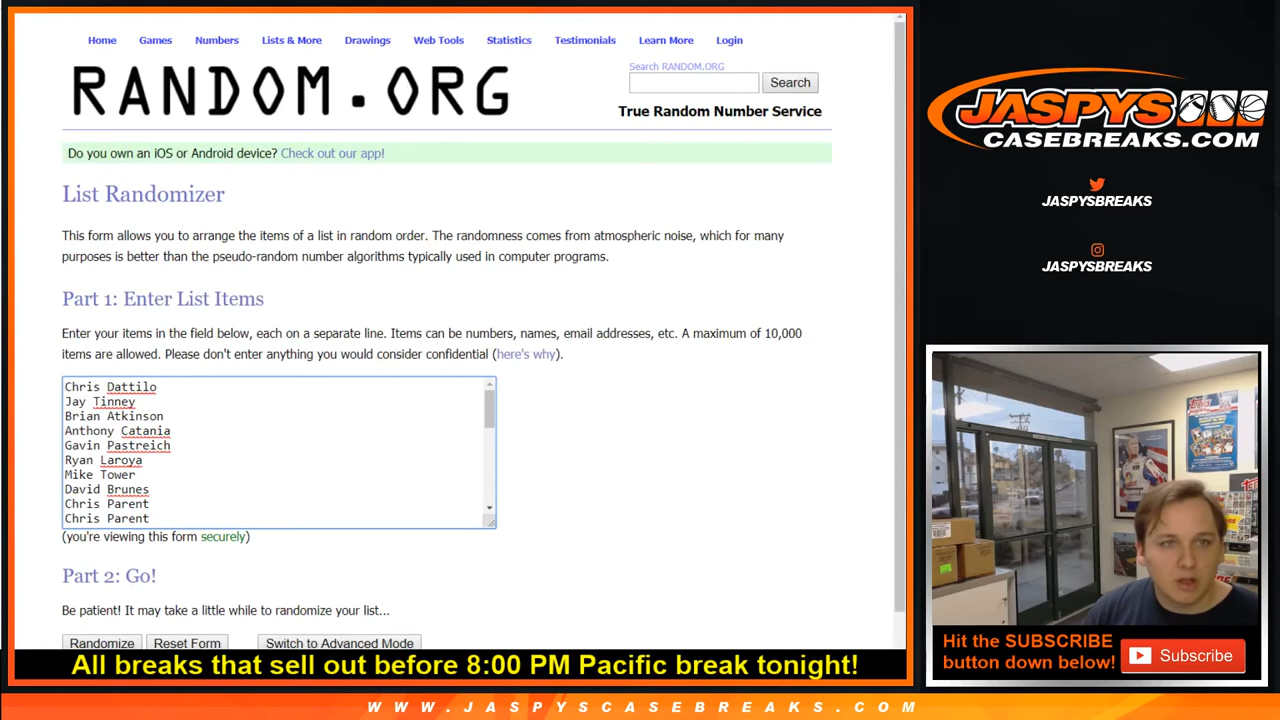 Home Games Numbers Lists & More Drawings Web Tools Statistics Testimonials Learn More Login
RANDOM.ORG
Search RANDOM.ORG
Search
True Random Number Service
Do you own an iOS or Android device? Check out our app!
List Randomizer
This form allows you to arrange the items of a list in random order. The randomness comes from atmospheric noise, which for many
purposes is better than the pseudo-random number algorithms typically used in computer programs.
Part 1: Enter List Items
Enter your items in the field below, each on a separate line. Items can be numbers, names, email addresses, etc. A maximum of 10,000
items are allowed. Please don't enter anything you would consider confidential (here's why).
Chris Dattilo
Jay Tinney
Brian Atkinson
Anthony Catania
Gavin Pastreich
Ryan Laroya
Mike Tower
David Brunes
Chris Parent
Chris Parent
(you're viewing this form securely)
Part 2: Go!
Be patient! It may take a little while to randomize your list...
Randomize Reset Form Switch to Advanced Mode
All breaks that sell out before 8:00 PM Pacific break tonight!
WWW.JASPYSCASEBREAKS.COM
JASPYS
CASEBREAKS.COM
JASPYSBREAKS
JASPYSBREAKS
Topps
Hit the SUBSCRIBE
button down below!
Subscribe